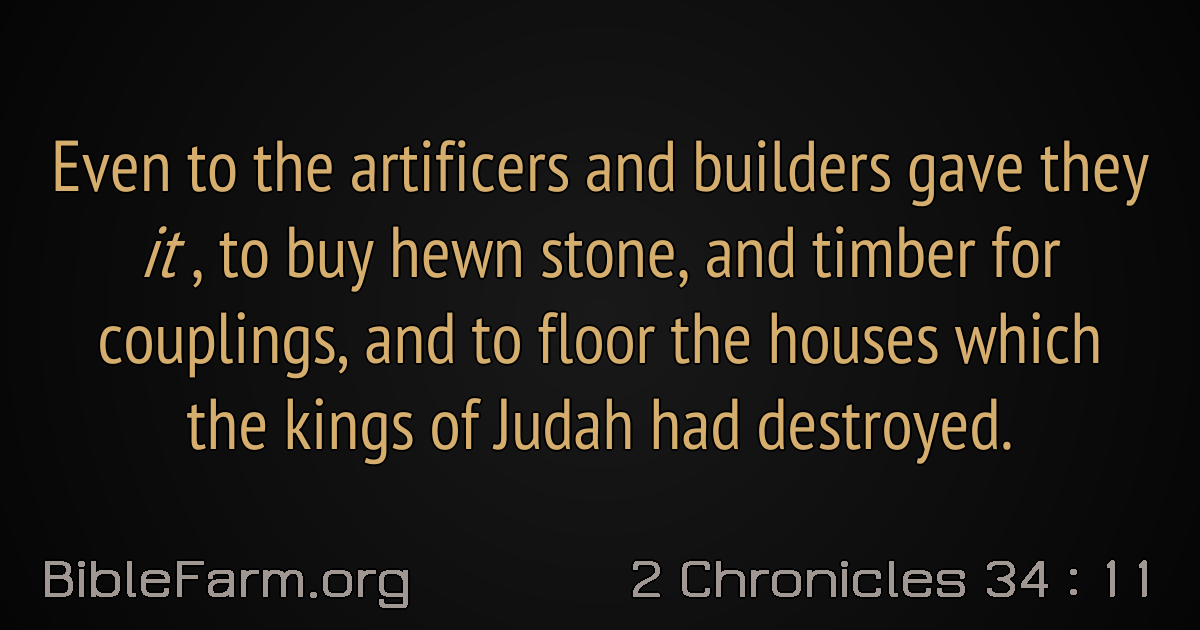 Even to the artificers and builders gave they
it , to buy hewn stone, and timber for
couplings, and to floor the houses which
the kings of Judah had destroyed.
BibleFarm.org
2 Chronicles 34 : 11